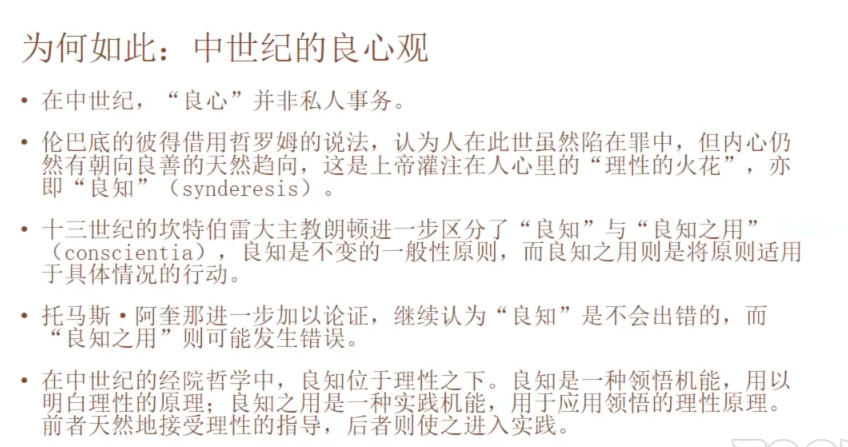 为何如此：中世纪的良心观
• 在中世纪，“良心”并非私人事务。
• 伦巴底的彼得借用哲罗姆的说法，认为人在此世虽然陷在罪中，但内心仍
然有朝向良善的天然趋向，这是上帝灌注在人心里的“理性的火花”，亦
即“良知”（synderesis）。
• 十三世纪的坎特伯雷大主教朗顿进一步区分了“良知”与“良知之用”
（conscientia），良知是不变的一般性原则，而良知之用则是将原则适用
于具体情况的行动。
• 托马斯·阿奎那进一步加以论证，继续认为“良知”是不会出错的，而
“良知之用”则可能发生错误。
• 在中世纪的经院哲学中，良知位于理性之下。良知是一种领悟机能，用以
明白理性的原理；良知之用是一种实践机能，用于应用领悟的理性原理。
前者天然地接受理性的指导，后者则使之进入实践。